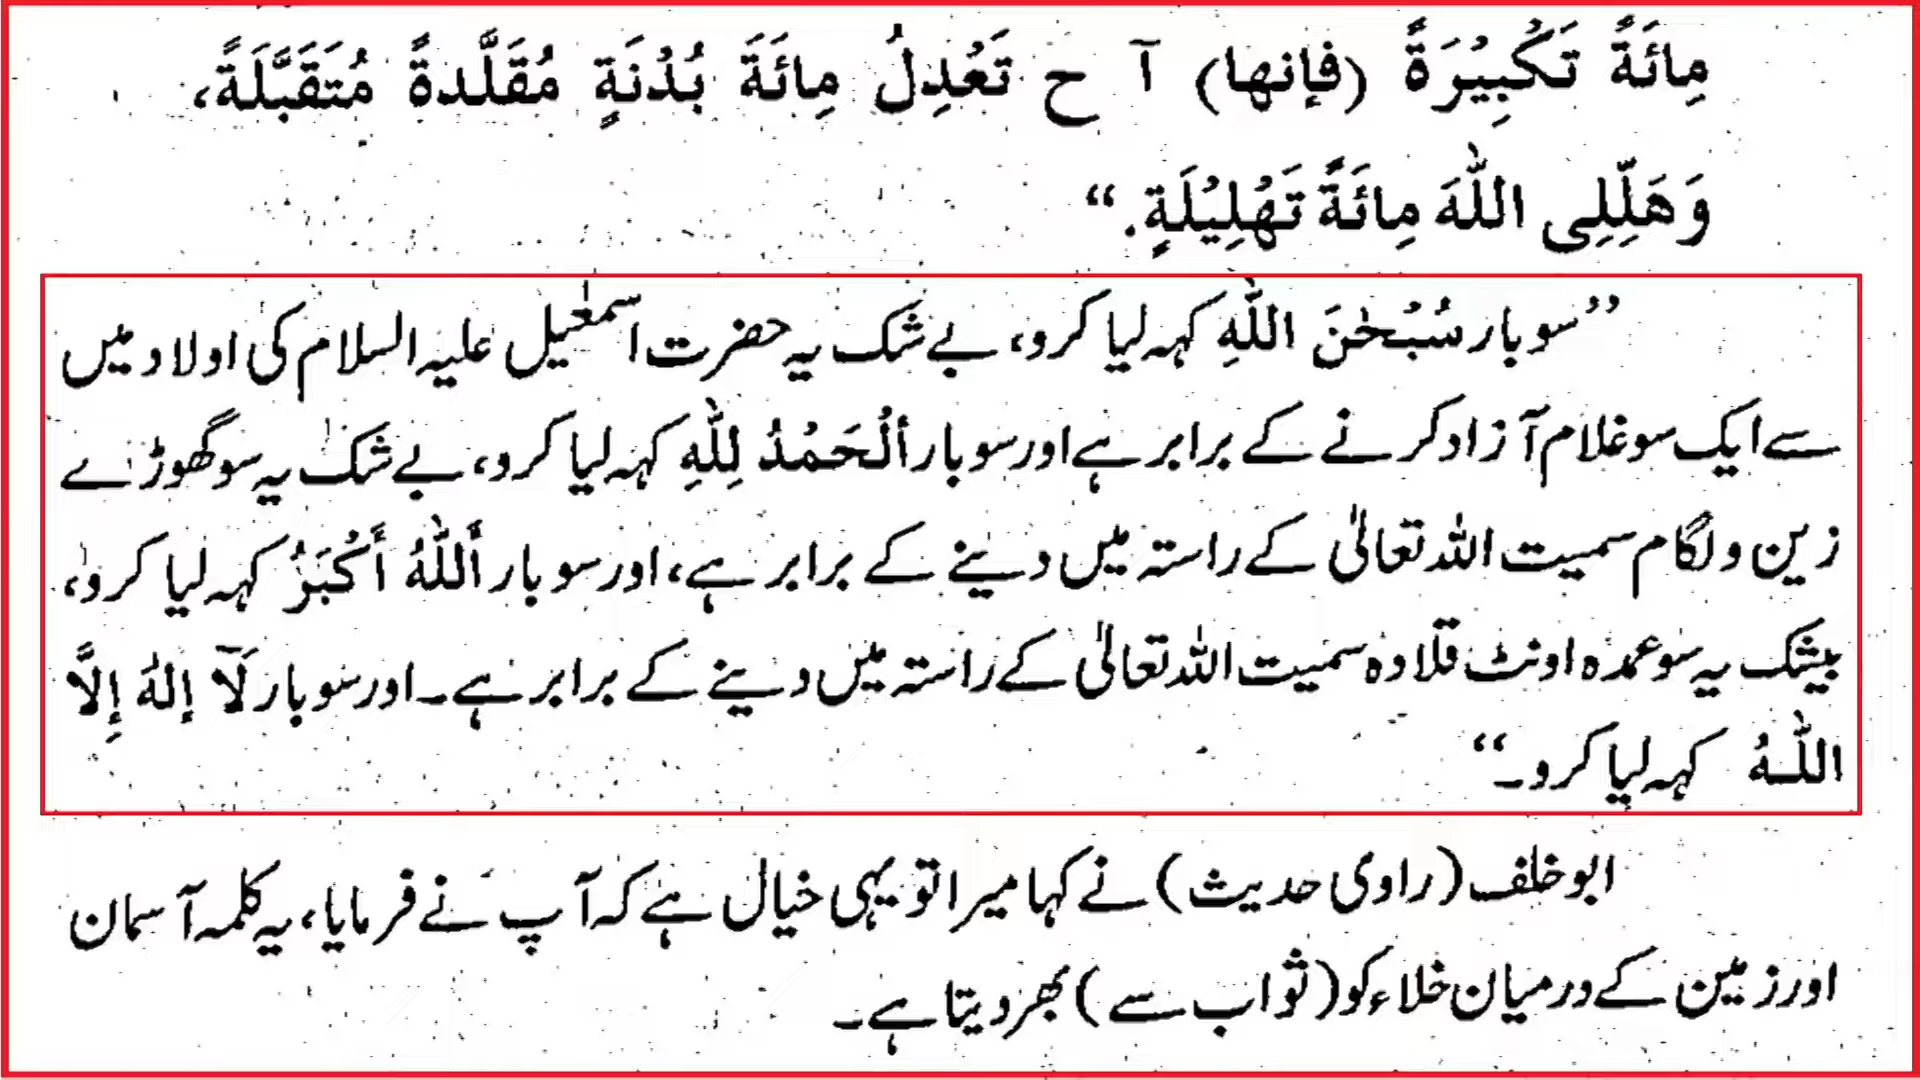 مِائَةً تَكْبِيْرَةً (فإنها) آ ح تَعْدِلُ مِائَةَ بُدْنَةٍ مُقَلَّدةً مُتَقَبَّلَةً،
وَهَلِّلِى اللّٰهَ مِائَةً تَهْلِيْلَةٍ.“
’’سو بار سُبْحٰنَ اللّٰهِ کہہ لیا کرو، بے شک یہ حضرت اسمٰعیل علیہ السلام کی اولاد میں
سے ایک سو غلام آزاد کرنے کے برابر ہے اور سو بار اَلْحَمْدُ لِلّٰهِ کہہ لیا کرو، بے شک یہ سو گھوڑے
زین و لگام سمیت اللہ تعالیٰ کے راستہ میں دینے کے برابر ہے، اور سو بار أَللّٰهُ أَكْبَرُ کہہ لیا کرو،
بیشک یہ سو عمدہ اونٹ قلادہ سمیت اللہ تعالیٰ کے راستہ میں دینے کے برابر ہے۔ اور سو بار لَآ إِلٰهَ إِلَّا
اللّٰهُ کہہ لیا کرو۔‘‘
ابو خلف (راوی حدیث) نے کہا میرا تو یہی خیال ہے کہ آپ نے فرمایا، یہ کلمہ آسمان
اور زمین کے درمیان خلاء کو (ثواب سے) بھر دیتا ہے۔